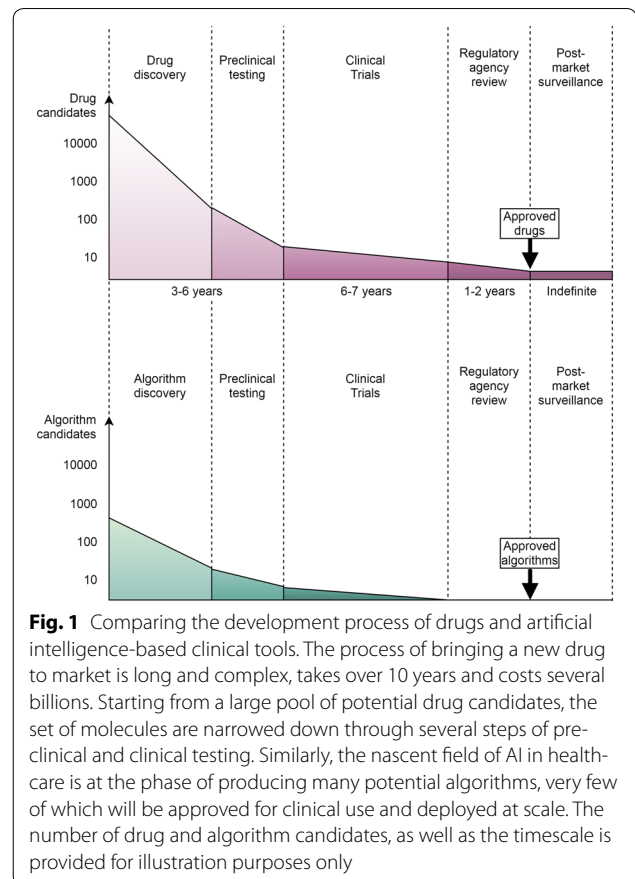 Drug discovery
Preclinical testing
Clinical Trials
Regulatory agency review
Post-market surveillance
Drug candidates
10000
1000
100
10
Approved drugs
3-6 years
6-7 years
1-2 years
Indefinite
Algorithm discovery
Preclinical testing
Clinical Trials
Regulatory agency review
Post-market surveillance
Algorithm candidates
10000
1000
100
10
Approved algorithms
Fig. 1 Comparing the development process of drugs and artificial
intelligence-based clinical tools. The process of bringing a new drug
to market is long and complex, takes over 10 years and costs several
billions. Starting from a large pool of potential drug candidates, the
set of molecules are narrowed down through several steps of pre-
clinical and clinical testing. Similarly, the nascent field of AI in health-
care is at the phase of producing many potential algorithms, very few
of which will be approved for clinical use and deployed at scale. The
number of drug and algorithm candidates, as well as the timescale is
provided for illustration purposes only